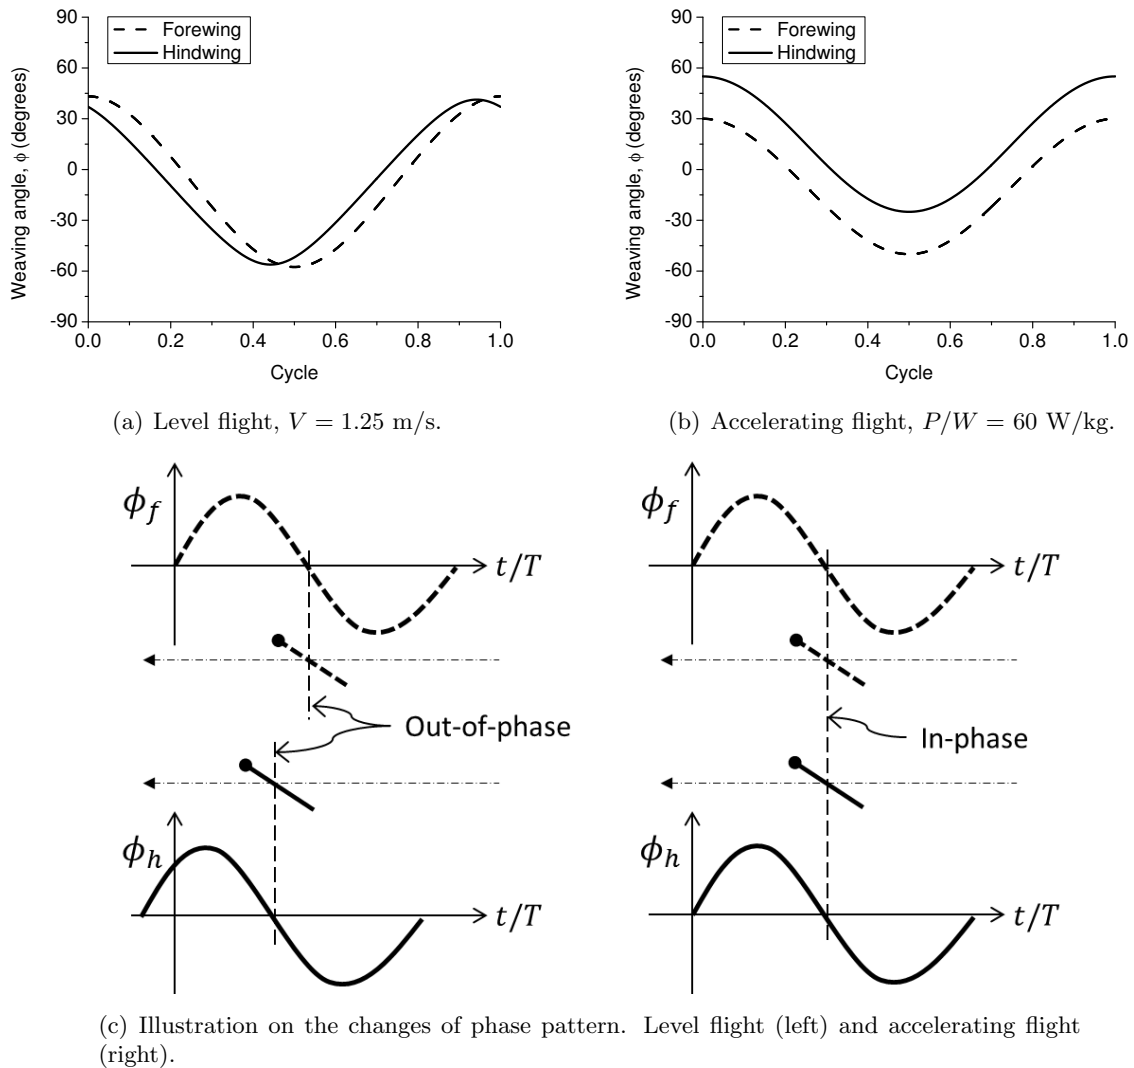 90
60
30
0
-30
-60
-90
Weaving angle, ϕ (degrees)
Forewing
Hindwing
0.0 0.2 0.4 0.6 0.8 1.0
Cycle
(a) Level flight, V = 1.25 m/s.
90
60
30
0
-30
-60
-90
Weaving angle, ϕ (degrees)
Forewing
Hindwing
0.0 0.2 0.4 0.6 0.8 1.0
Cycle
(b) Accelerating flight, P/W = 60 W/kg.
ϕf
t/T
Out-of-phase
ϕh
t/T
ϕf
t/T
In-phase
ϕh
t/T
(c) Illustration on the changes of phase pattern. Level flight (left) and accelerating flight
(right).